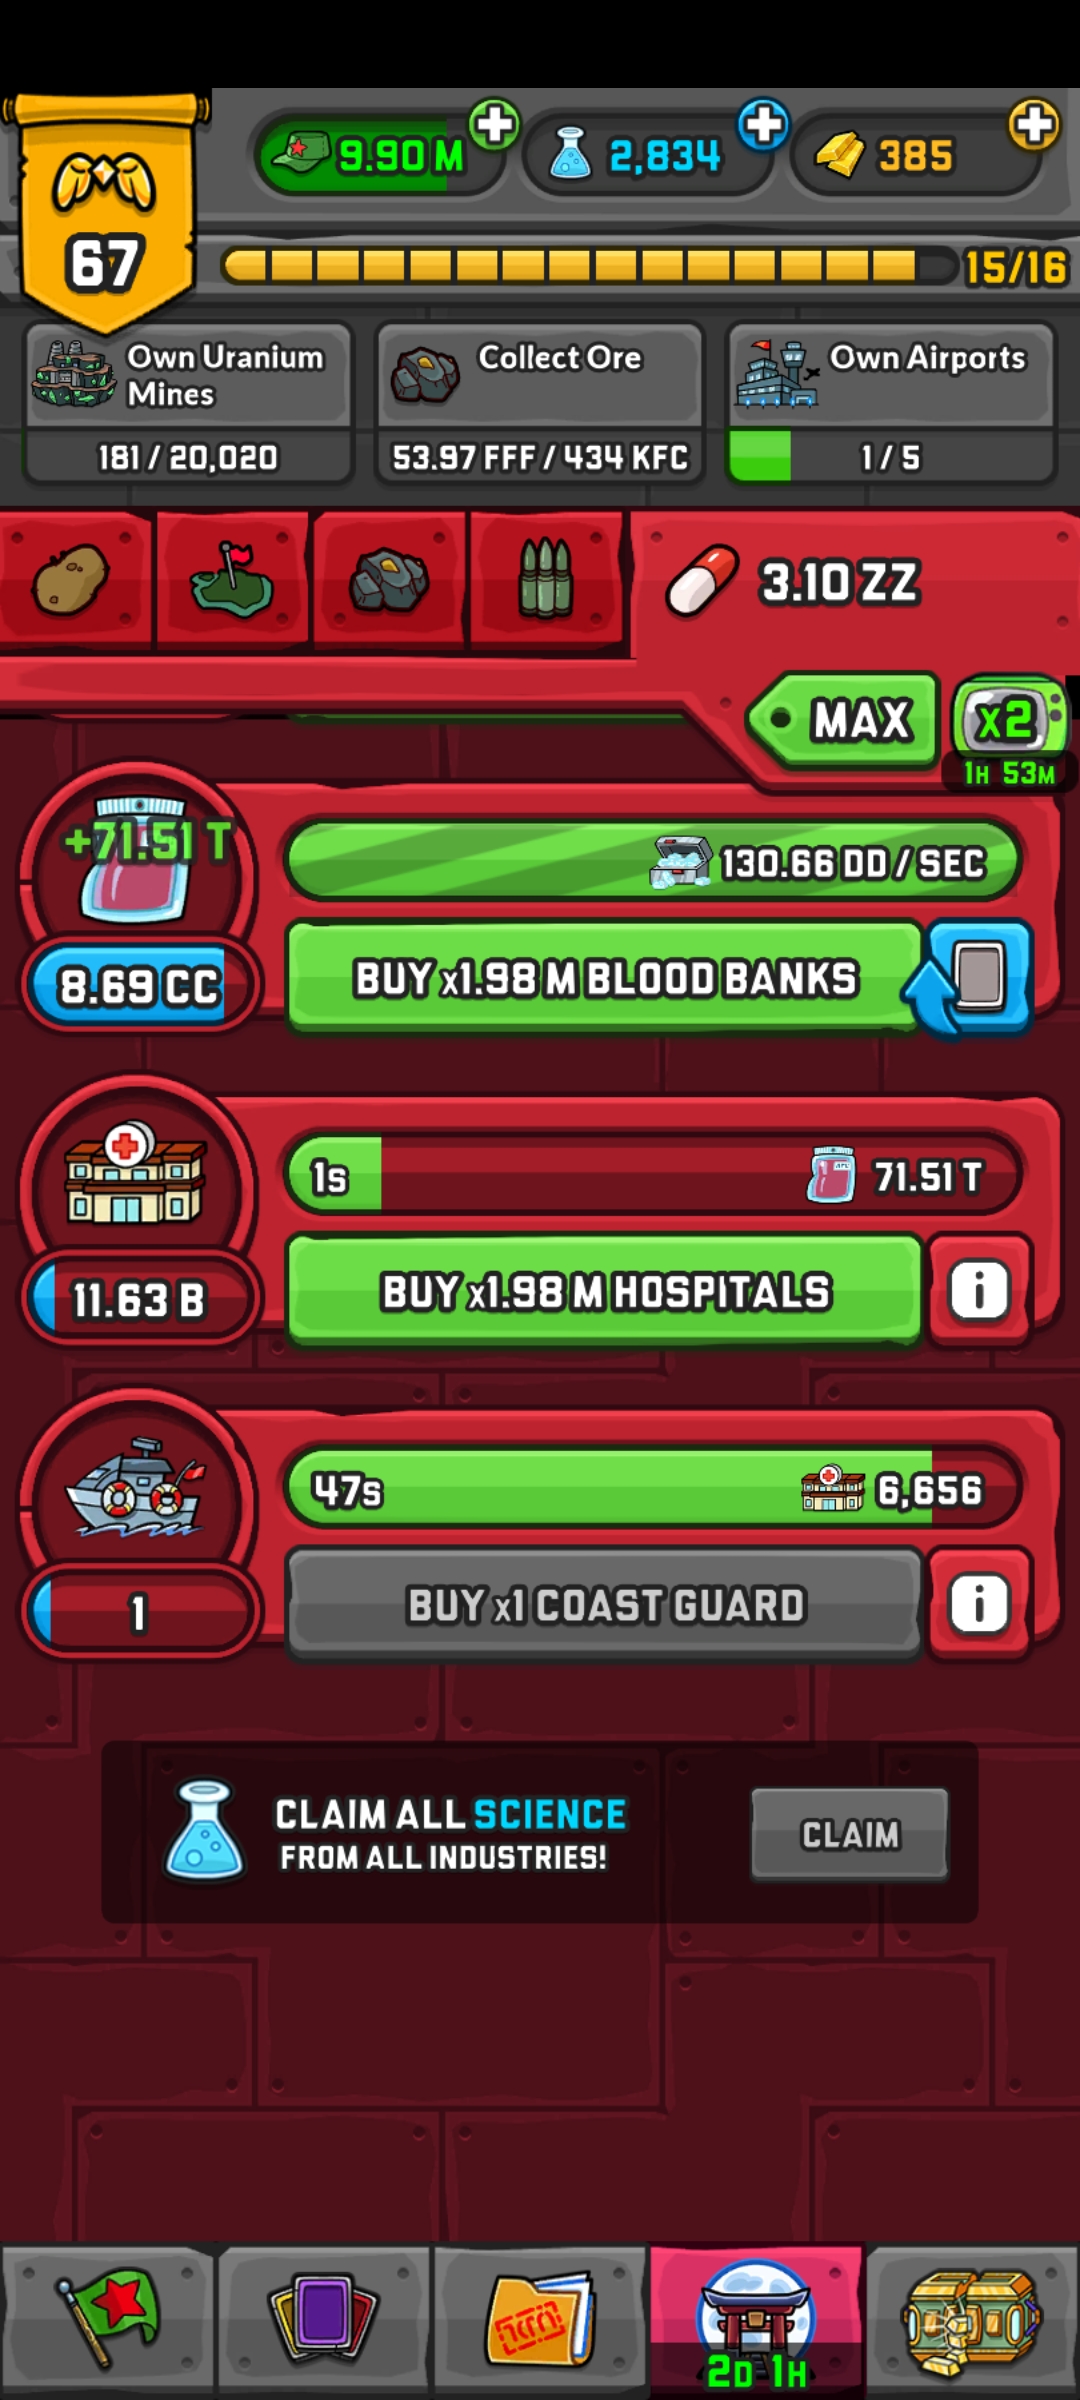 9.90 M
2,834
385
67
15/16
Own Uranium
Mines
181 / 20,020
Collect Ore
53.97 FFF / 434 KFC
Own Airports
1 / 5
3.10 ZZ
MAX
x2
1H 53M
+71.51 T
130.66 DD / SEC
8.69 CC
BUY x1.98 M BLOOD BANKS
1s
71.51 T
11.63 B
BUY x1.98 M HOSPITALS
i
47s
6,656
1
BUY x1 COAST GUARD
i
CLAIM ALL SCIENCE
FROM ALL INDUSTRIES!
CLAIM
2D 1H